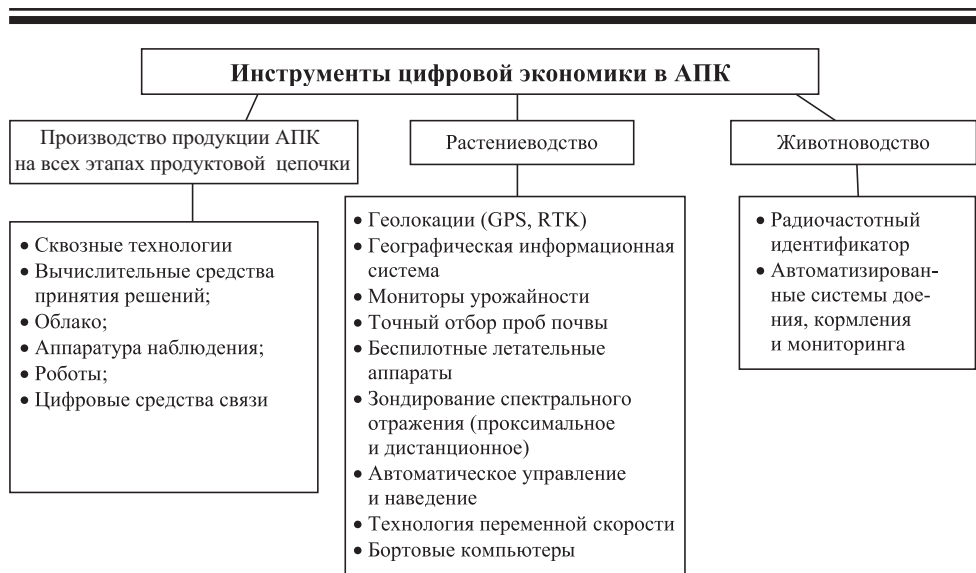 Инструменты цифровой экономики в АПК
Производство продукции АПК
на всех этапах продуктовой цепочки
• Сквозные технологии
• Вычислительные средства
принятия решений;
• Облако;
• Аппаратура наблюдения;
• Роботы;
• Цифровые средства связи
Растениеводство
• Геолокации (GPS, RTK)
• Географическая информационная
система
• Мониторы урожайности
• Точный отбор проб почвы
• Беспилотные летательные
аппараты
• Зондирование спектрального
отражения (проксимальное
и дистанционное)
• Автоматическое управление
и наведение
• Технология переменной скорости
• Бортовые компьютеры
Животноводство
• Радиочастотный
идентификатор
• Автоматизирован-
ные системы дое-
ния, кормления
и мониторинга